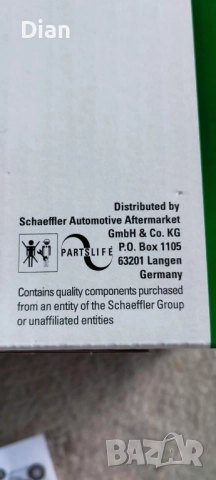 Dian
Distributed by
Schaeffler Automotive Aftermarket
GmbH & Co. KG
P.O. Box 1105
63201 Langen
Germany
PARTSLIFE
Contains quality components purchased
from an entity of the Schaeffler Group
or unaffiliated entities
BAZAR